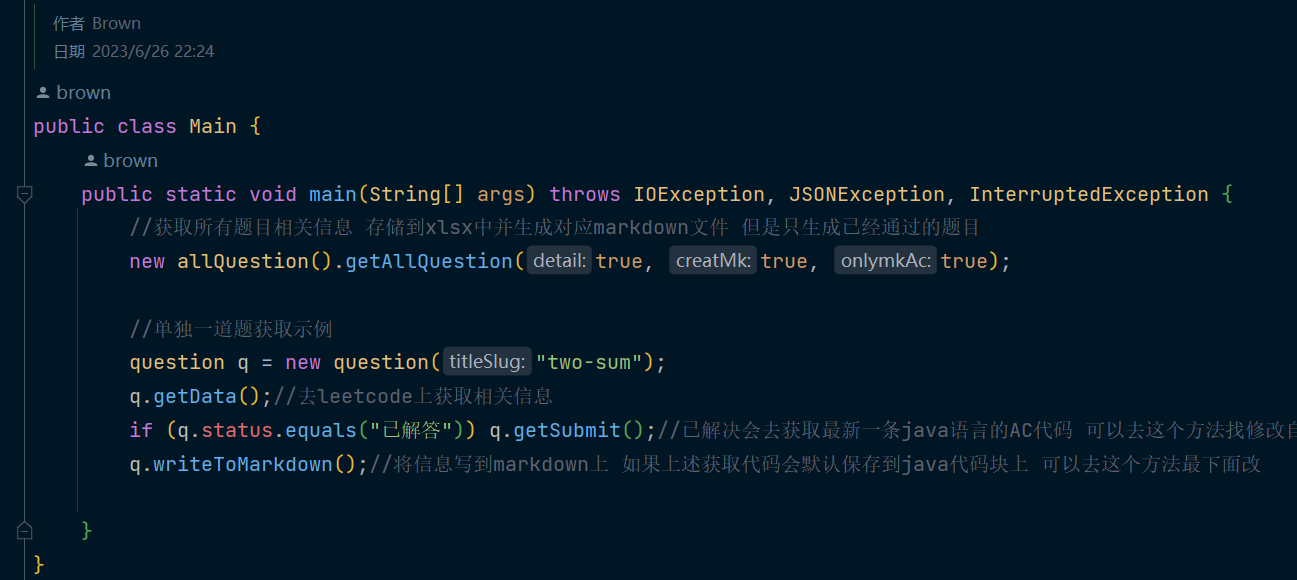 作者 Brown
日期 2023/6/26 22:24
brown
public class Main {
brown
public static void main(String[] args) throws IOException, JSONException, InterruptedException {
//获取所有题目相关信息 存储到xlsx中并生成对应markdown文件 但是只生成已经通过的题目
new allQuestion().getAllQuestion( detail: true, creatMk: true, onlymkAc: true);
//单独一道题获取示例
question q = new question( titleSlug: "two-sum");
q.getData();//去leetcode上获取相关信息
if (q.status.equals("已解答")) q.getSubmit();//已解决会去获取最新一条java语言的AC代码 可以去这个方法找修改自
q.writeToMarkdown();//将信息写到markdown上 如果上述获取代码会默认保存到java代码块上 可以去这个方法最下面改
}
}